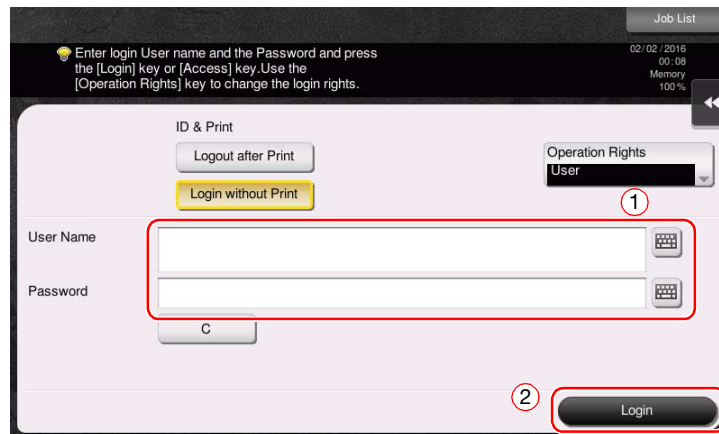 Job List
Enter login User name and the Password and press
the [Login] key or [Access] key.Use the
[Operation Rights] key to change the login rights.
02/02/2016
00:08
Memory
100 %
ID & Print
Logout after Print
Login without Print
Operation Rights
User
1
User Name
Password
C
2
Login